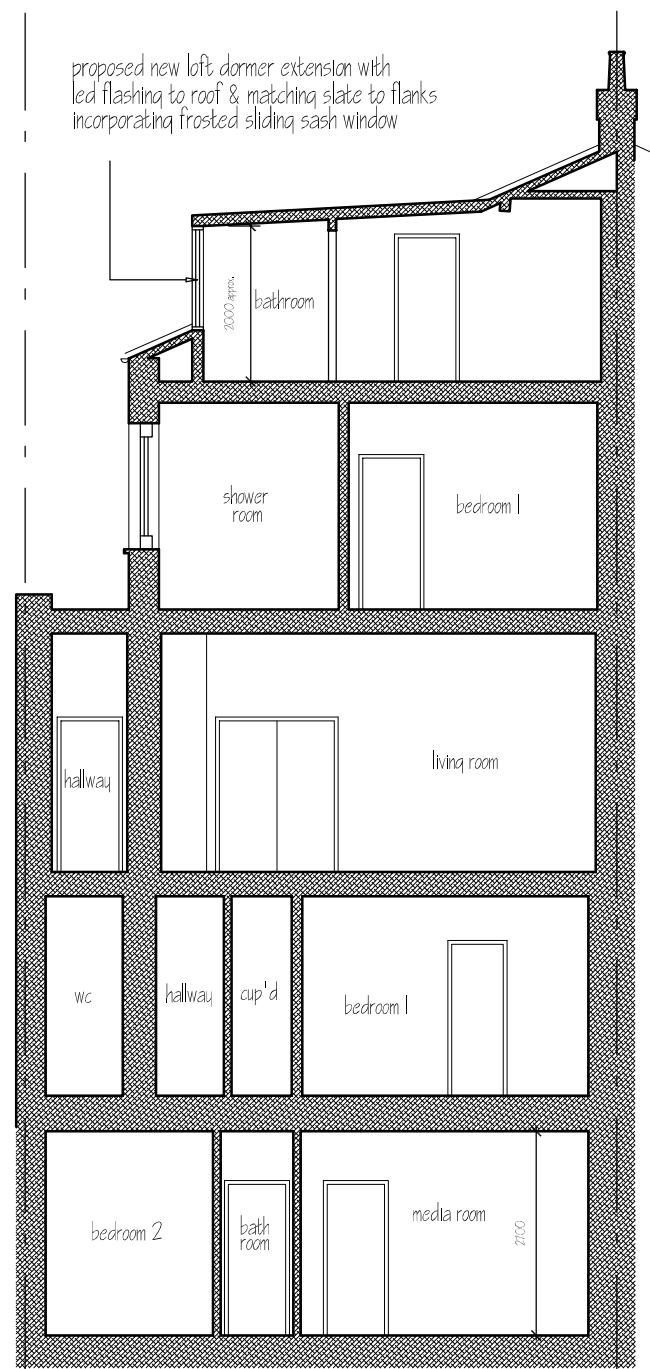 proposed new loft dormer extension with
led flashing to roof & matching slate to flanks
incorporating frosted sliding sash window
2000 approx.
bathroom
shower
room
bedroom 1
hallway
living room
wc
hallway
cup'd
bedroom 1
bedroom 2
bath
room
media room
2700